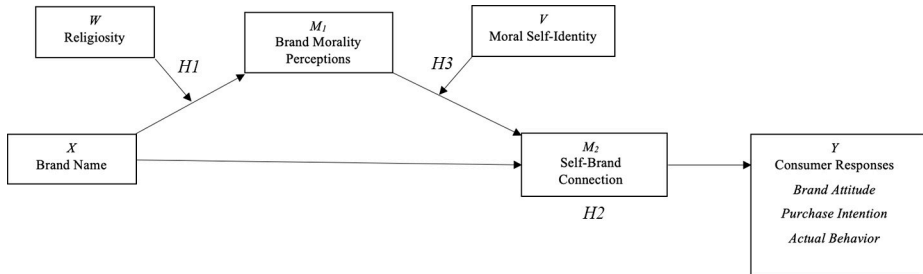 W
Religiosity
M1
Brand Morality
Perceptions
V
Moral Self-Identity
H1
H3
X
Brand Name
M2
Self-Brand
Connection
H2
Y
Consumer Responses
Brand Attitude
Purchase Intention
Actual Behavior